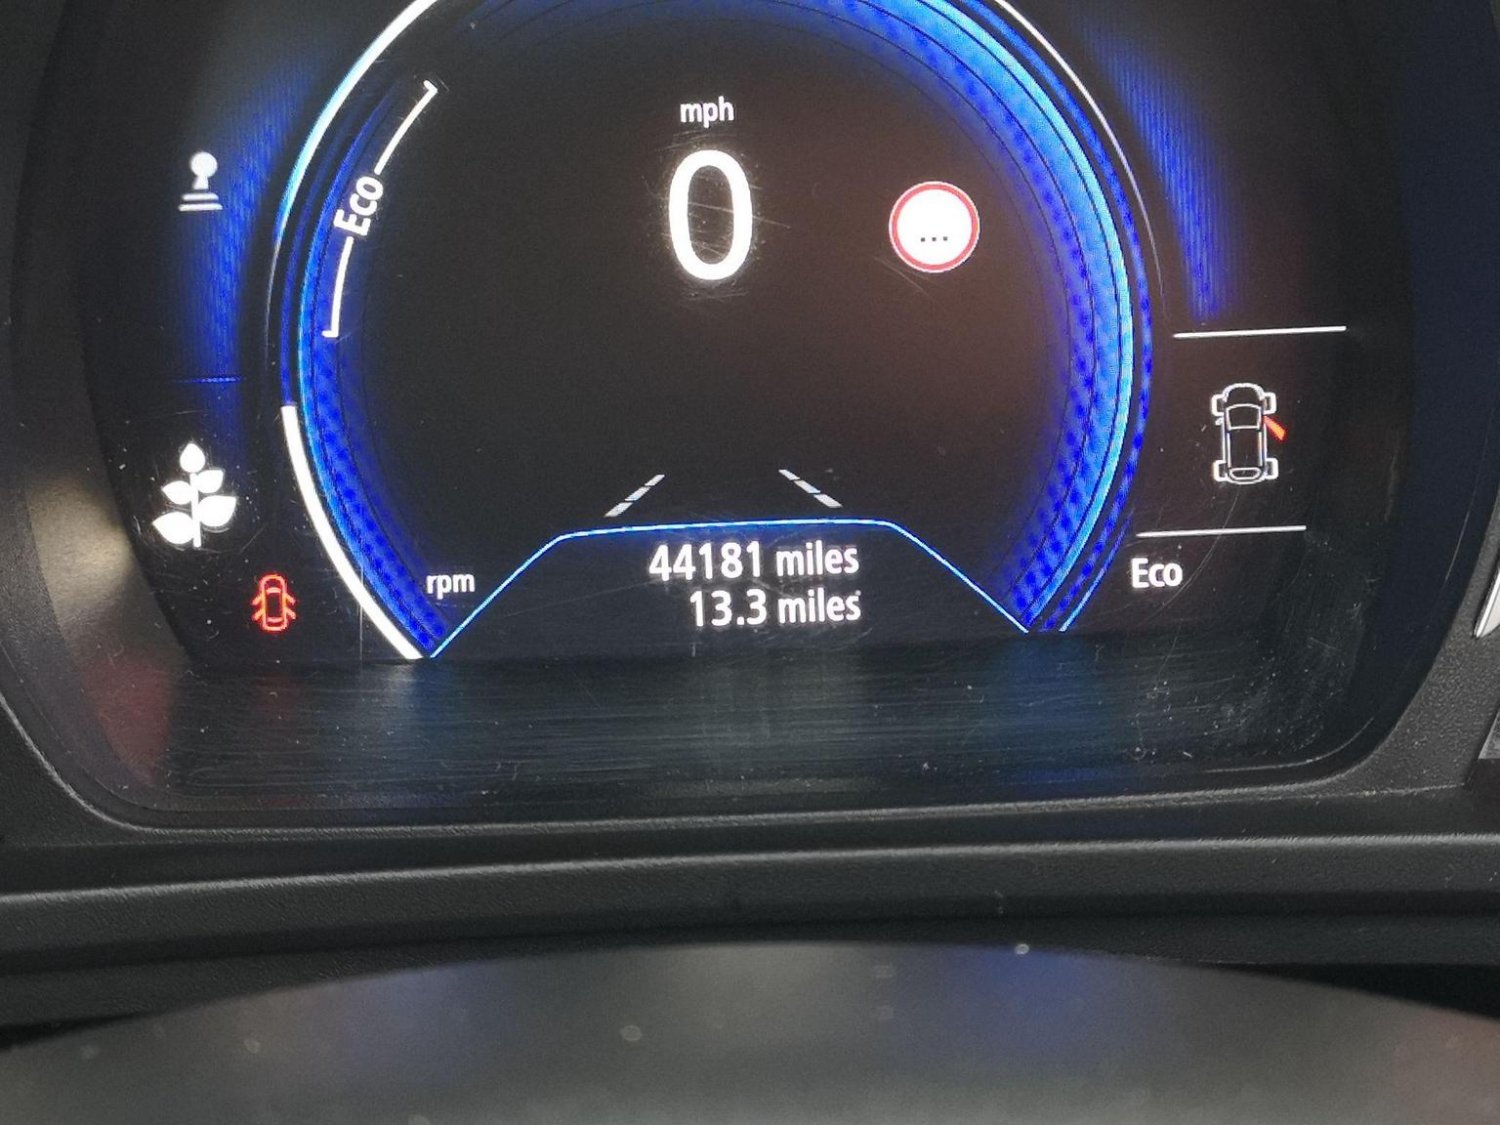 mph
0
Eco
...
rpm
44181 miles
13.3 miles
Eco